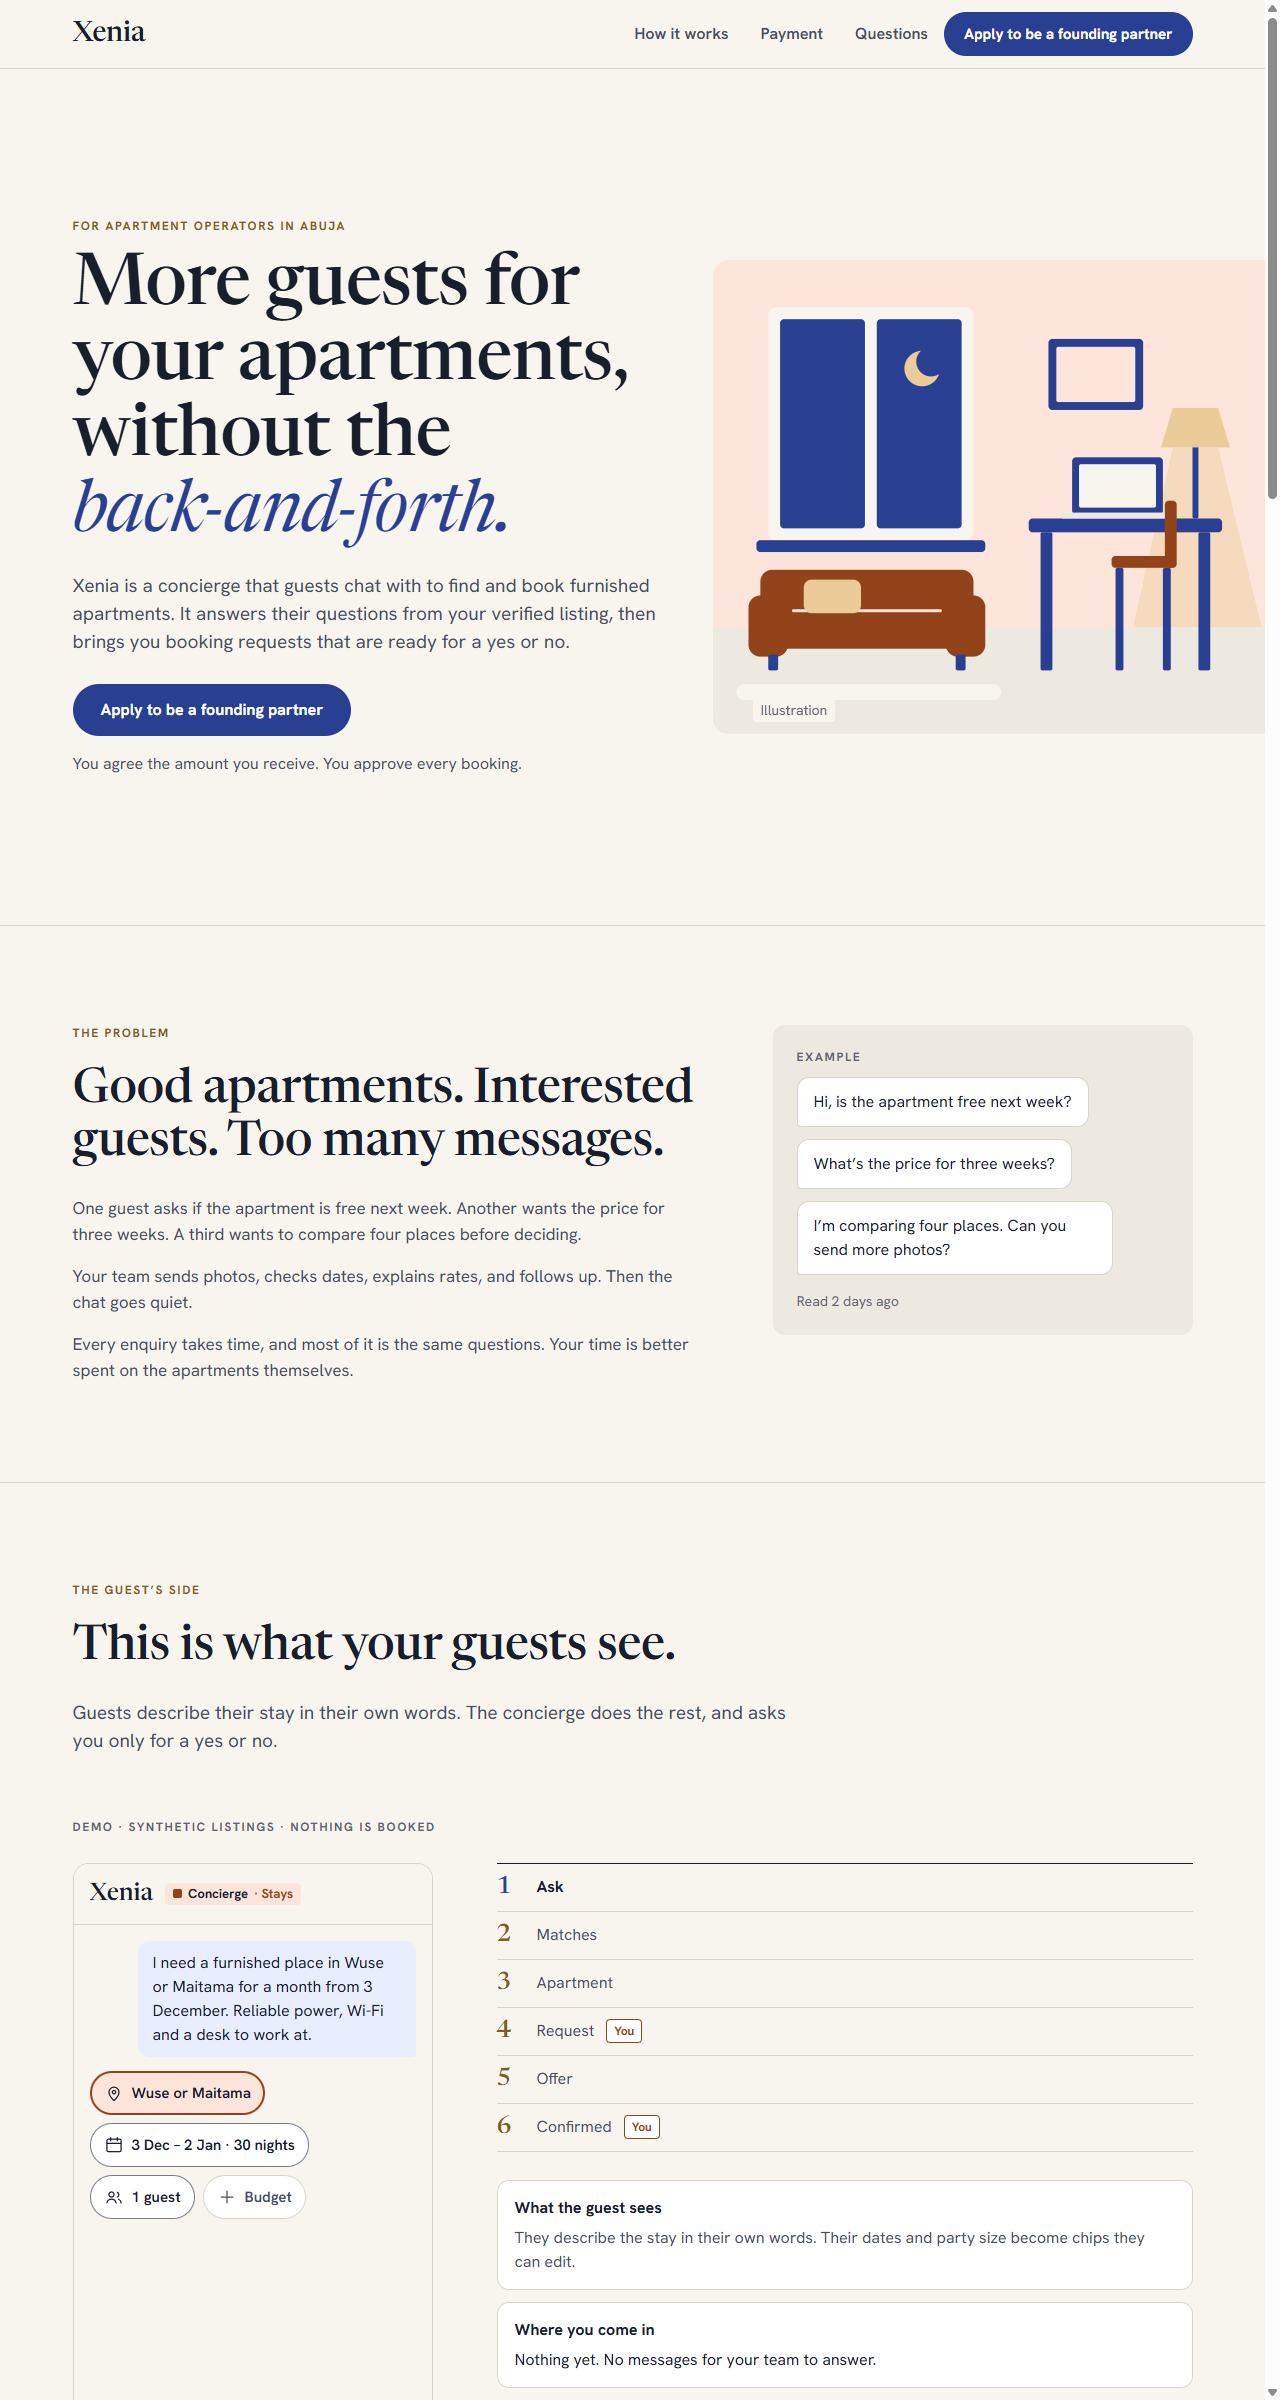 Xenia
How it works
Payment
Questions
Apply to be a founding partner
FOR APARTMENT OPERATORS IN ABUJA
More guests for
your apartments,
without the
back-and-forth.
Xenia is a concierge that guests chat with to find and book furnished
apartments. It answers their questions from your verified listing, then
brings you booking requests that are ready for a yes or no.
Apply to be a founding partner
You agree the amount you receive. You approve every booking.
Illustration
THE PROBLEM
Good apartments. Interested
guests. Too many messages.
One guest asks if the apartment is free next week. Another wants the price for
three weeks. A third wants to compare four places before deciding.
Your team sends photos, checks dates, explains rates, and follows up. Then the
chat goes quiet.
Every enquiry takes time, and most of it is the same questions. Your time is better
spent on the apartments themselves.
EXAMPLE
Hi, is the apartment free next week?
What’s the price for three weeks?
I’m comparing four places. Can you
send more photos?
Read 2 days ago
THE GUEST’S SIDE
This is what your guests see.
Guests describe their stay in their own words. The concierge does the rest, and asks
you only for a yes or no.
DEMO · SYNTHETIC LISTINGS · NOTHING IS BOOKED
Xenia
Concierge · Stays
I need a furnished place in Wuse
or Maitama for a month from 3
December. Reliable power, Wi-Fi
and a desk to work at.
Wuse or Maitama
3 Dec – 2 Jan · 30 nights
1 guest
Budget
1 Ask
2 Matches
3 Apartment
4 Request You
5 Offer
6 Confirmed You
What the guest sees
They describe the stay in their own words. Their dates and party size become chips they
can edit.
Where you come in
Nothing yet. No messages for your team to answer.